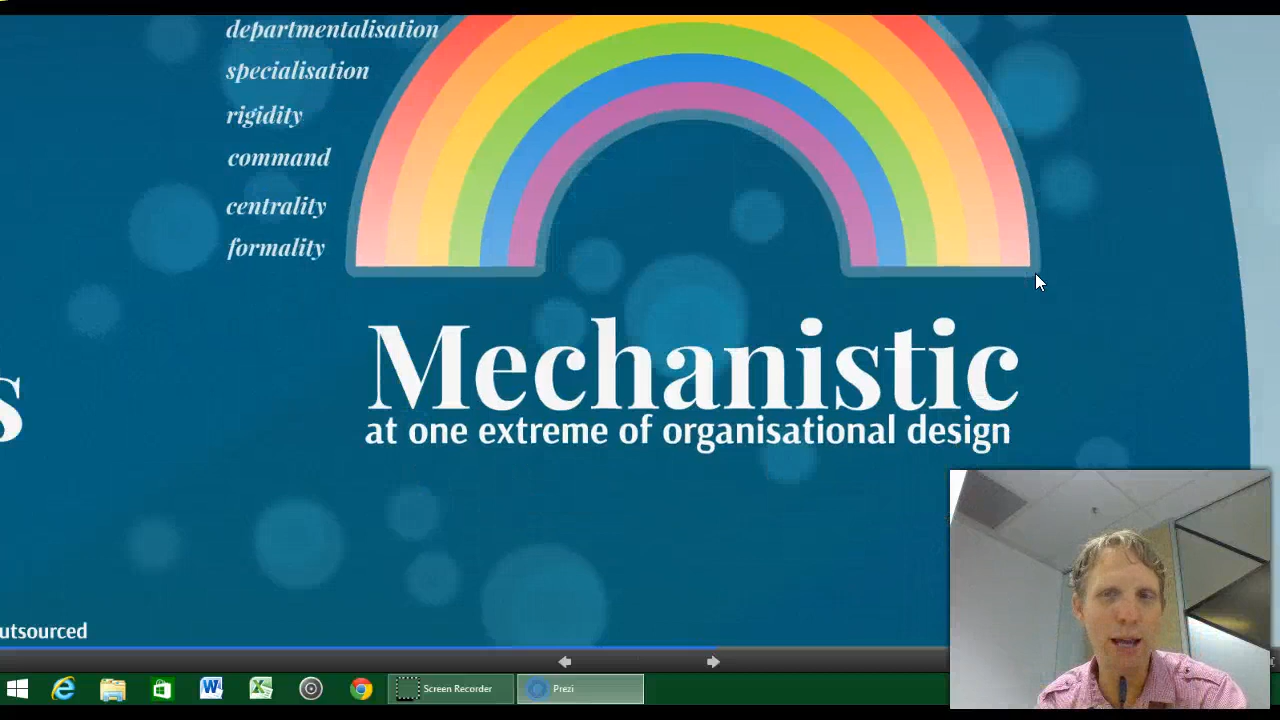 departmentalisation
specialisation
rigidity
command
centrality
formality
Mechanistic
at one extreme of organisational design
s
utsourced
Screen Recorder
Prezi